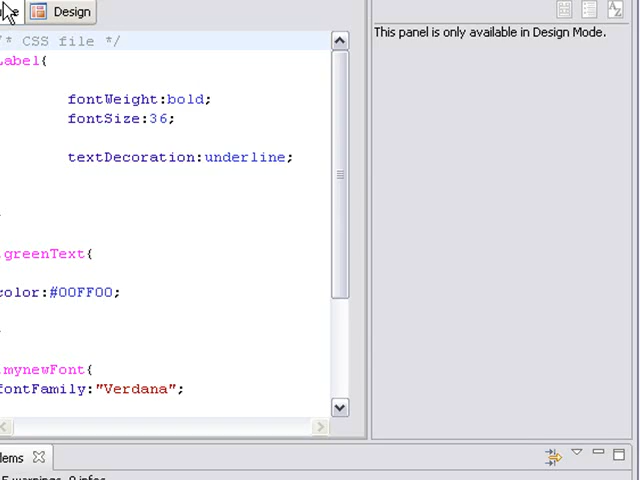 Design
/* CSS file */
Label{
fontWeight:bold;
fontSize:36;
textDecoration:underline;
.greenText{
color:#00FF00;
.mynewFont{
fontFamily:"Verdana";
This panel is only available in Design Mode.